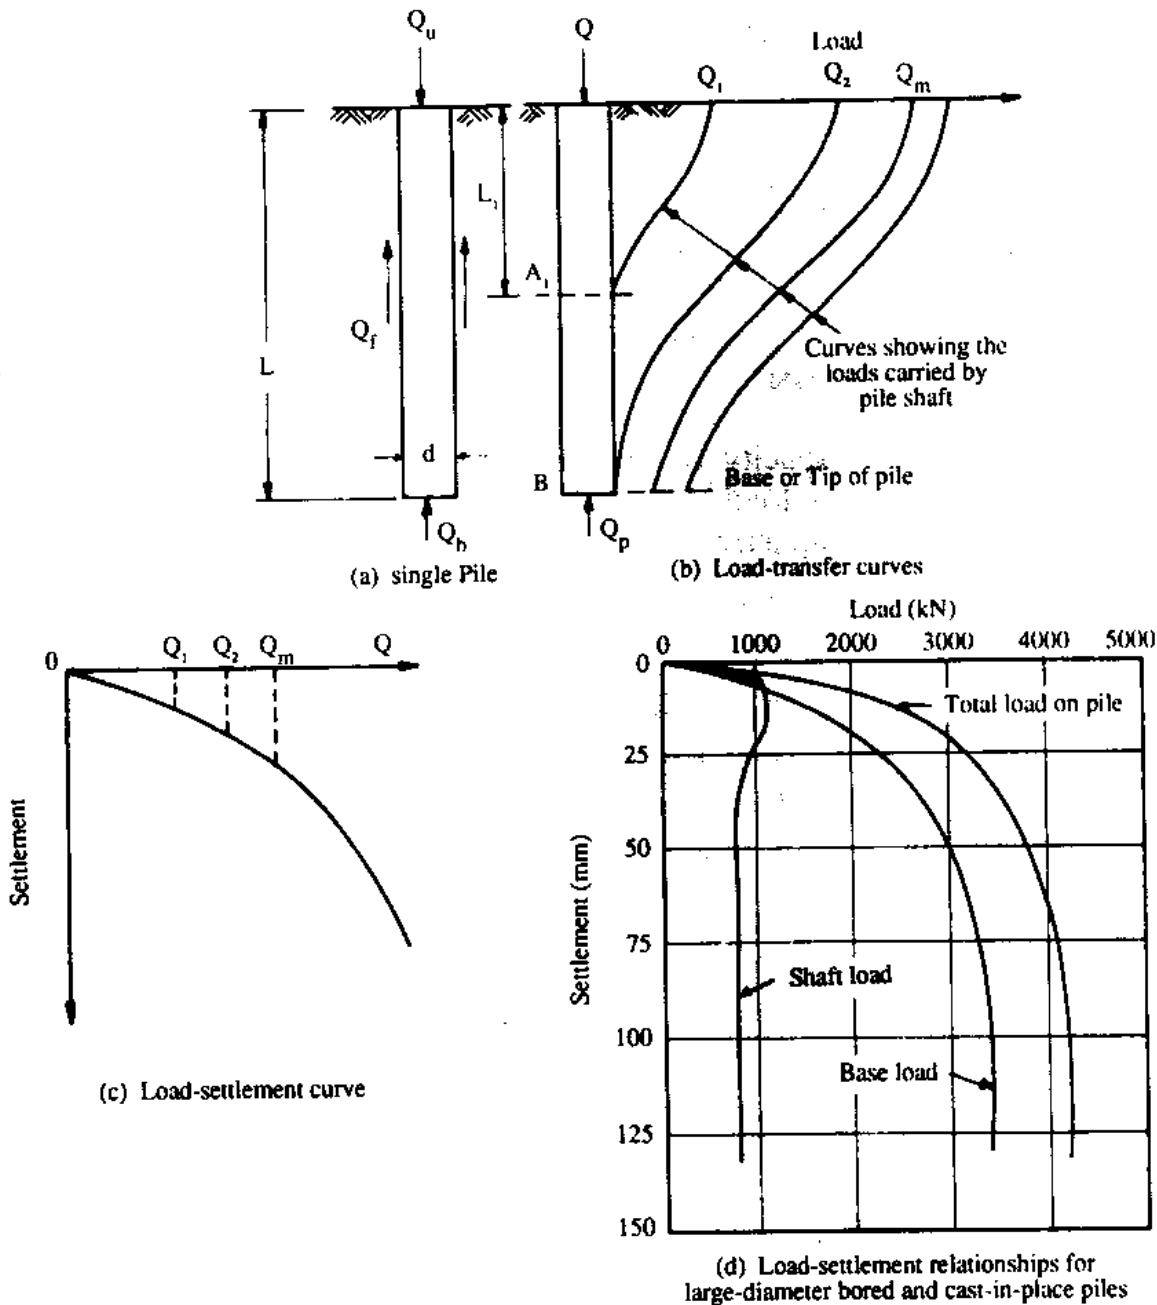 Q_u
Q
Load
Q_1
Q_2
Q_m
L
L_1
A_1
Q_f
d
B
Q_b
Q_p
Curves showing the
loads carried by
pile shaft
Base or Tip of pile
(a) single Pile
(b) Load-transfer curves
0
Q_1
Q_2
Q_m
Q
Settlement
(c) Load-settlement curve
Load (kN)
0
1000
2000
3000
4000
5000
0
25
50
75
100
125
150
Settlement (mm)
Total load on pile
Shaft load
Base load
(d) Load-settlement relationships for
large-diameter bored and cast-in-place piles